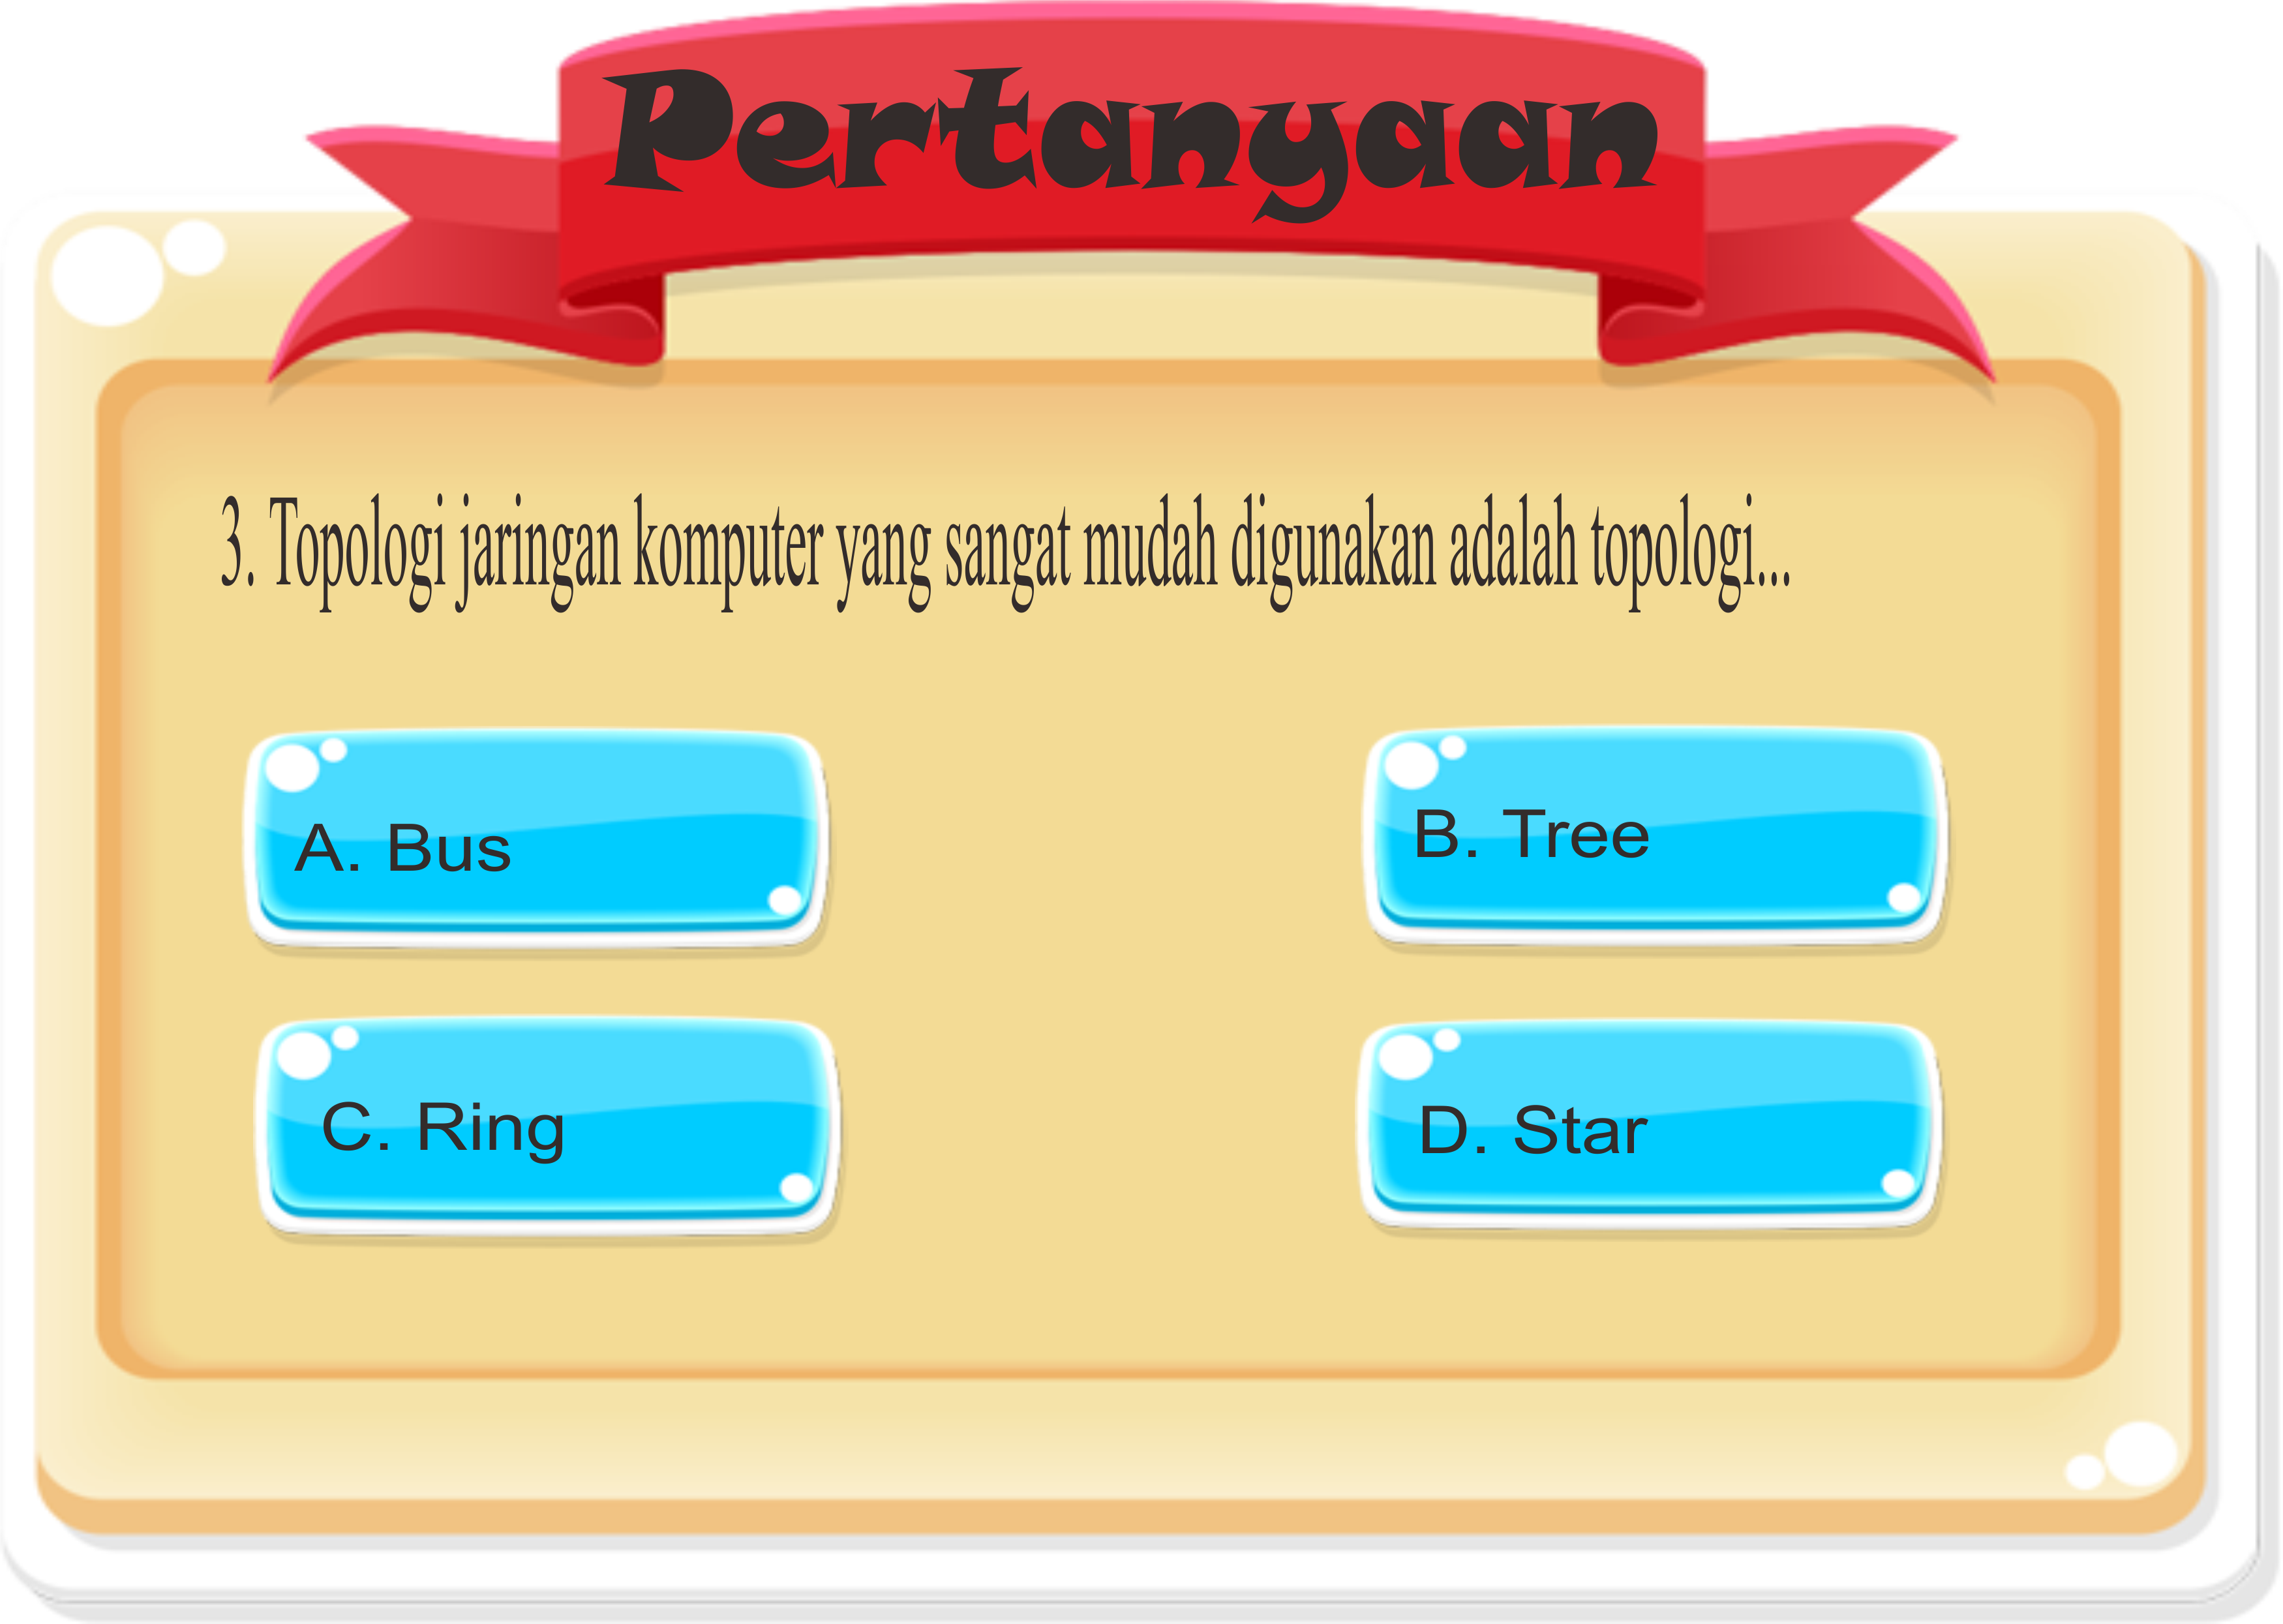 Pertanyaan
3. Topologi jaringan komputer yang sangat mudah digunakan adalah topologi...
A. Bus
B. Tree
C. Ring
D. Star